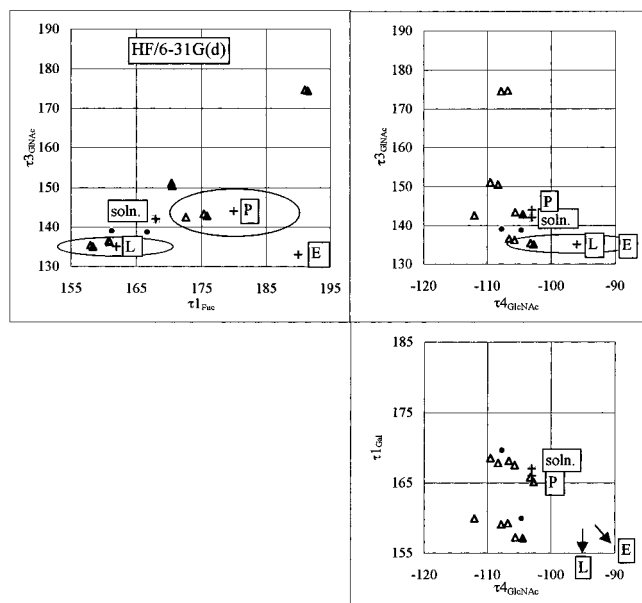 HF/6-31G(d)
190
180
170
160
150
140
130
τ3GlNAc
soln.
P
L
E
155
165
175
185
195
τ1Fuc
190
180
170
160
150
140
130
τ3GlNAc
P
soln.
L
E
-120
-110
-100
-90
τ4GlcNAc
185
175
165
155
τ1Gal
soln.
P
L
E
-120
-110
-100
-90
τ4GlcNAc